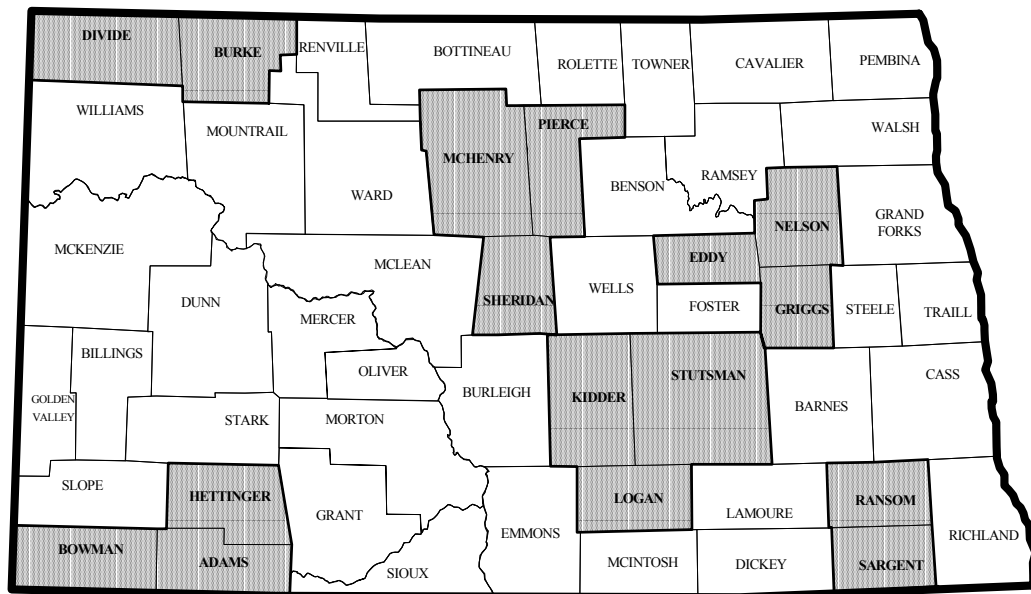 DIVIDE
BURKE
RENVILLE
BOTTINEAU
ROLETTE
TOWNER
CAVALIER
PEMBINA
WILLIAMS
MOUNTRAIL
WARD
MCHENRY
PIERCE
BENSON
RAMSEY
WALSH
NELSON
GRAND
FORKS
MCKENZIE
DUNN
MCLEAN
MERCER
SHERIDAN
WELLS
EDDY
FOSTER
GRIGGS
STEELE
TRAILL
BILLINGS
GOLDEN
VALLEY
OLIVER
STARK
MORTON
BURLEIGH
KIDDER
STUTSMAN
BARNES
CASS
SLOPE
HETTINGER
GRANT
EMMONS
LOGAN
LAMOURE
RANSOM
RICHLAND
BOWMAN
ADAMS
SIOUX
MCINTOSH
DICKEY
SARGENT